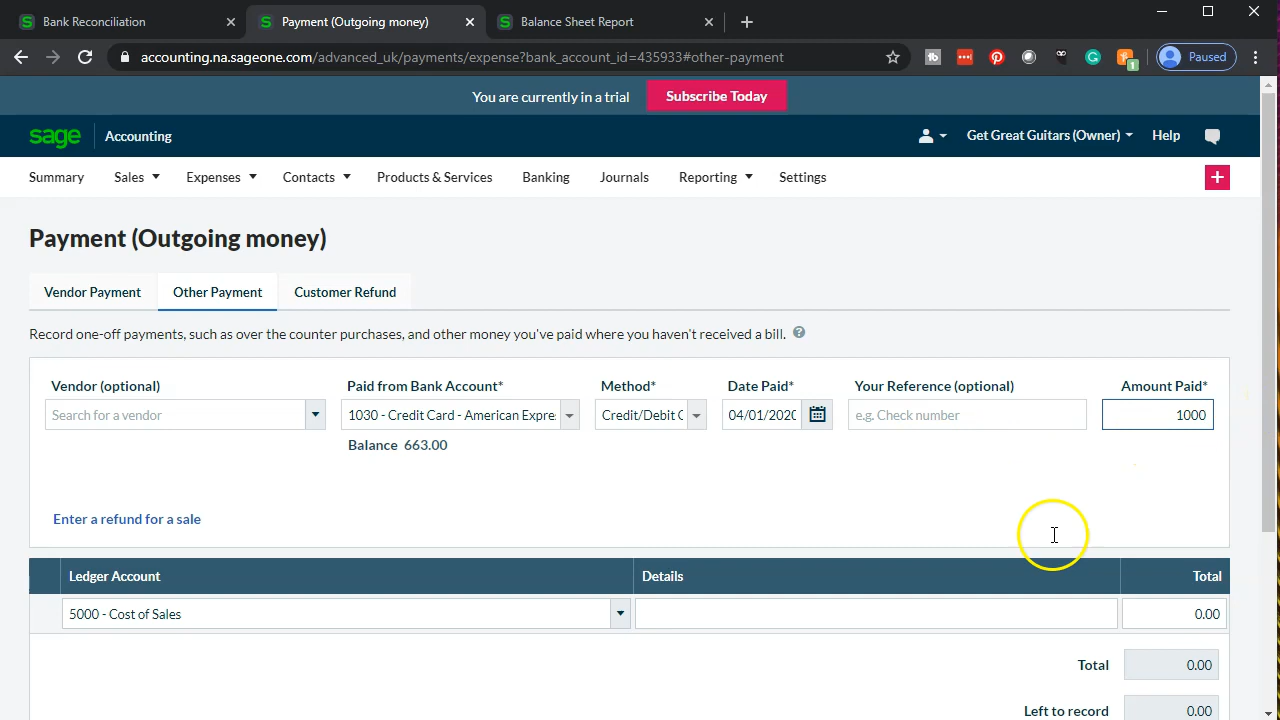 Bank Reconciliation
Payment (Outgoing money)
Balance Sheet Report
accounting.na.sageone.com/advanced_uk/payments/expense?bank_account_id=435933#other-payment
1
Paused
You are currently in a trial
Subscribe Today
sage
Accounting
Get Great Guitars (Owner)
Help
Summary
Sales
Expenses
Contacts
Products & Services
Banking
Journals
Reporting
Settings
Payment (Outgoing money)
Vendor Payment
Other Payment
Customer Refund
Record one-off payments, such as over the counter purchases, and other money you've paid where you haven't received a bill.
Vendor (optional)
Paid from Bank Account*
Method*
Date Paid*
Your Reference (optional)
Amount Paid*
Search for a vendor
1030 - Credit Card - American Expre
Credit/Debit C
04/01/2020
e.g. Check number
1000
Balance 663.00
Enter a refund for a sale
Ledger Account
Details
Total
5000 - Cost of Sales
0.00
Total
0.00
Left to record
0.00